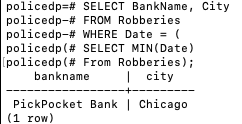 policedp=# SELECT BankName, City
policedp-# FROM Robberies
policedp-# WHERE Date = (
policedp(# SELECT MIN(Date)
[policedp(# From Robberies);
bankname | city
-----------------+---------
PickPocket Bank | Chicago
(1 row)